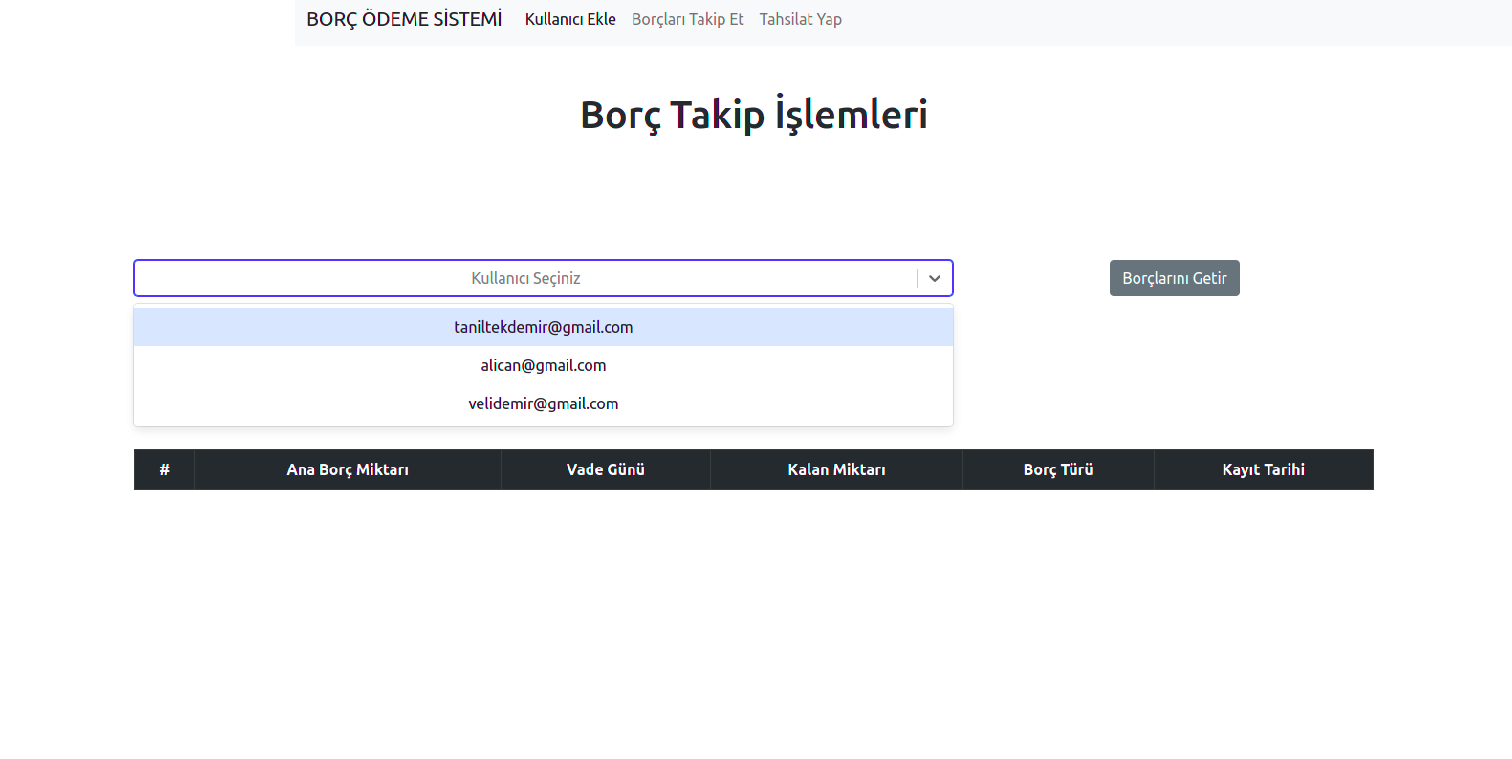 BORÇ ÖDEME SİSTEMİ Kullanıcı Ekle Borçları Takip Et Tahsilat Yap
Borç Takip İşlemleri
Kullanıcı Seçiniz Borçlarını Getir
taniltekdemir@gmail.com
alican@gmail.com
velidemir@gmail.com
# Ana Borç Miktarı Vade Günü Kalan Miktarı Borç Türü Kayıt Tarihi